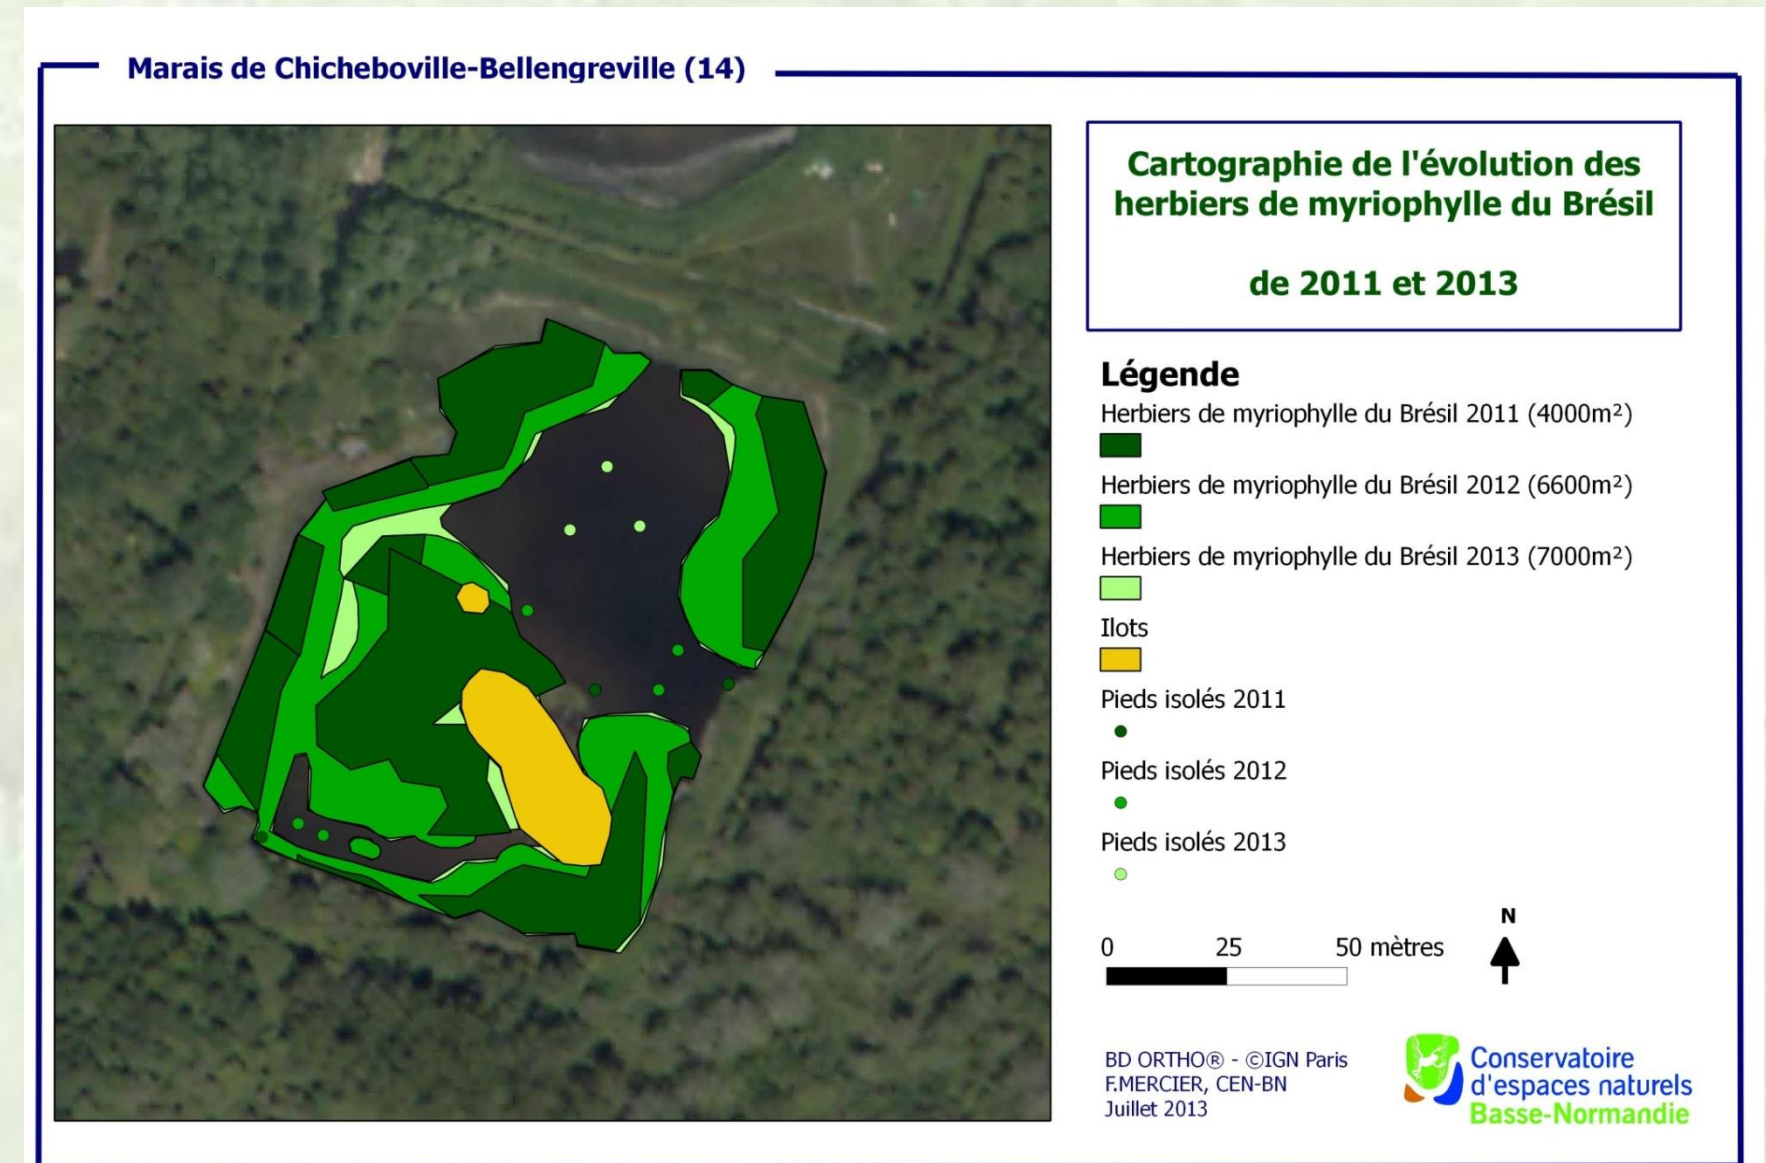 Marais de Chicheboville-Bellengreville (14)
Cartographie de l'évolution des
herbiers de myriophylle du Brésil
de 2011 et 2013
Légende
Herbiers de myriophylle du Brésil 2011 (4000m²)
Herbiers de myriophylle du Brésil 2012 (6600m²)
Herbiers de myriophylle du Brésil 2013 (7000m²)
Ilots
Pieds isolés 2011
Pieds isolés 2012
Pieds isolés 2013
N
0 25 50 mètres
BD ORTHO® - ©IGN Paris
F.MERCIER, CEN-BN
Juillet 2013
Conservatoire
d'espaces naturels
Basse-Normandie